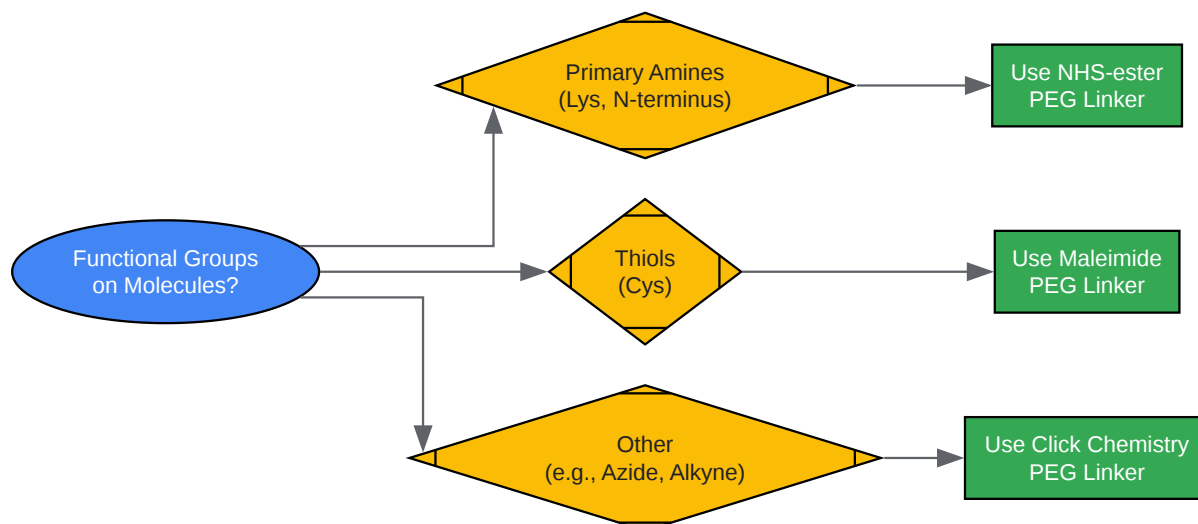 Functional Groups
on Molecules?
Primary Amines
(Lys, N-terminus)
Use NHS-ester
PEG Linker
Thiols
(Cys)
Use Maleimide
PEG Linker
Other
(e.g., Azide, Alkyne)
Use Click Chemistry
PEG Linker